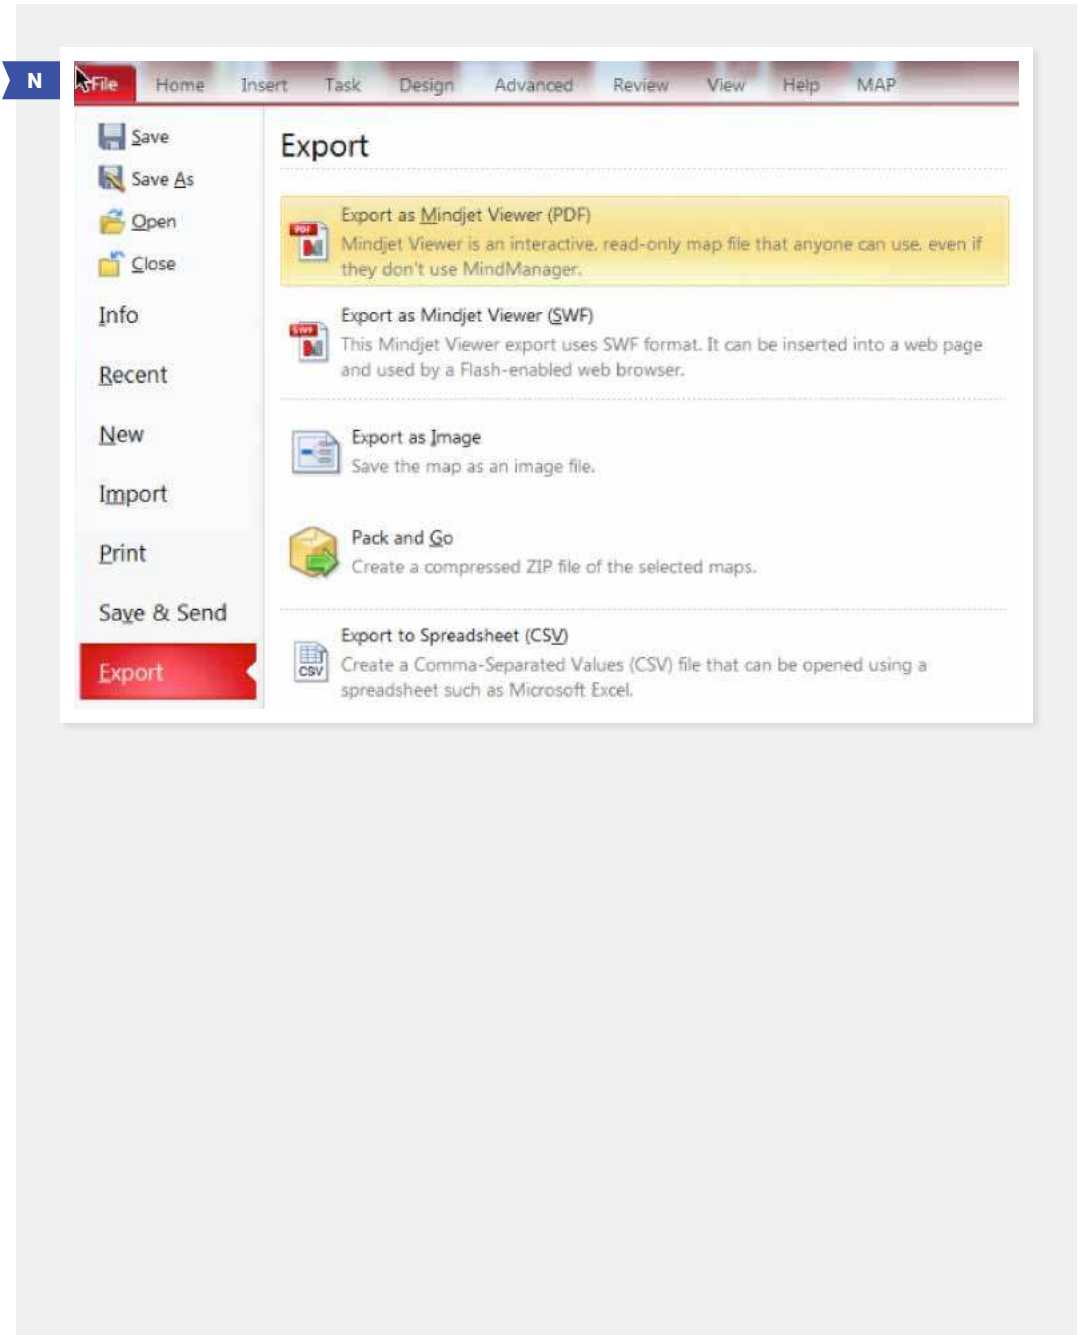 N
File Home Insert Task Design Advanced Review View Help MAP
Save
Save As
Open
Close
Info
Recent
New
Import
Print
Save & Send
Export
Export
Export as Mindjet Viewer (PDF)
Mindjet Viewer is an interactive, read-only map file that anyone can use, even if
they don't use MindManager.
Export as Mindjet Viewer (SWF)
This Mindjet Viewer export uses SWF format. It can be inserted into a web page
and used by a Flash-enabled web browser.
Export as Image
Save the map as an image file.
Pack and Go
Create a compressed ZIP file of the selected maps.
Export to Spreadsheet (CSV)
Create a Comma-Separated Values (CSV) file that can be opened using a
spreadsheet such as Microsoft Excel.
PDF
SWF
CSV